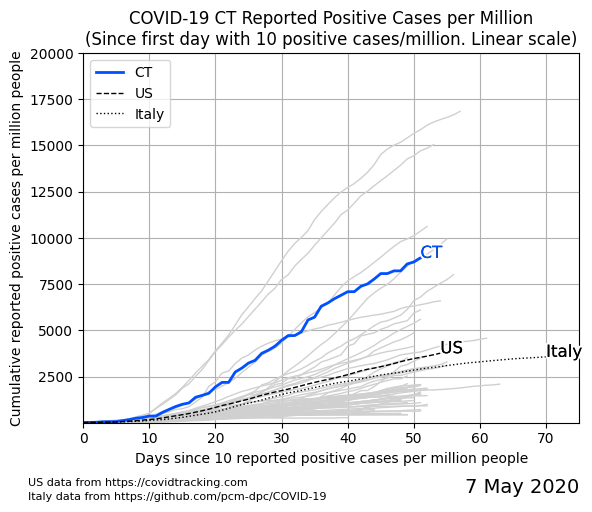 COVID-19 CT Reported Positive Cases per Million
(Since first day with 10 positive cases/million. Linear scale)
Cumulative reported positive cases per million people
20000
17500
15000
12500
10000
7500
5000
2500
CT
US
Italy
CT
US
Italy
0 10 20 30 40 50 60 70
Days since 10 reported positive cases per million people
US data from https://covidtracking.com
Italy data from https://github.com/pcm-dpc/COVID-19
7 May 2020